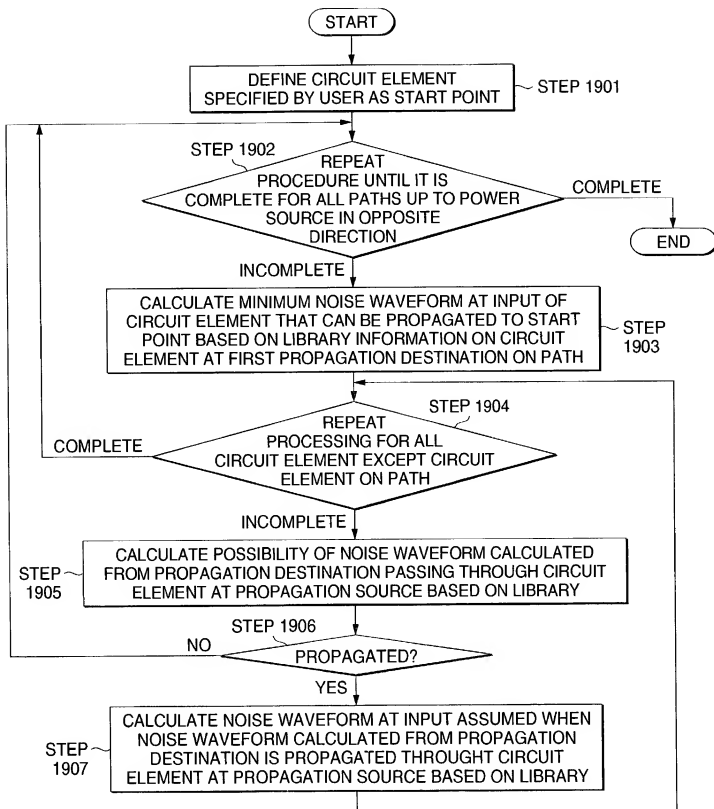 START
DEFINE CIRCUIT ELEMENT
SPECIFIED BY USER AS START POINT
STEP 1901
STEP 1902
REPEAT
PROCEDURE UNTIL IT IS
COMPLETE FOR ALL PATHS UP TO POWER
SOURCE IN OPPOSITE
DIRECTION
COMPLETE
END
INCOMPLETE
CALCULATE MINIMUM NOISE WAVEFORM AT INPUT OF
CIRCUIT ELEMENT THAT CAN BE PROPAGATED TO START
POINT BASED ON LIBRARY INFORMATION ON CIRCUIT
ELEMENT AT FIRST PROPAGATION DESTINATION ON PATH
STEP
1903
STEP 1904
REPEAT
PROCESSING FOR ALL
CIRCUIT ELEMENT EXCEPT CIRCUIT
ELEMENT ON PATH
COMPLETE
INCOMPLETE
CALCULATE POSSIBILITY OF NOISE WAVEFORM CALCULATED
FROM PROPAGATION DESTINATION PASSING THROUGH CIRCUIT
ELEMENT AT PROPAGATION SOURCE BASED ON LIBRARY
STEP
1905
STEP 1906
NO
PROPAGATED?
YES
CALCULATE NOISE WAVEFORM AT INPUT ASSUMED WHEN
NOISE WAVEFORM CALCULATED FROM PROPAGATION
DESTINATION IS PROPAGATED THROUGHT CIRCUIT
ELEMENT AT PROPAGATION SOURCE BASED ON LIBRARY
STEP
1907